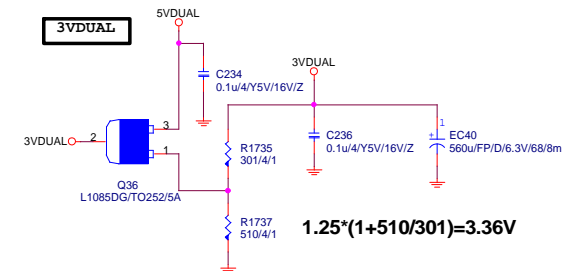 3VDUAL
5VDUAL
C234
0.1u/4/Y5V/16V/Z
3VDUAL
3VDUAL
2
3
1
Q36
L1085DG/TO252/5A
R1735
301/4/1
C236
0.1u/4/Y5V/16V/Z
1
+
EC40
560u/FP/D/6.3V/68/8m
R1737
510/4/1
1.25*(1+510/301)=3.36V